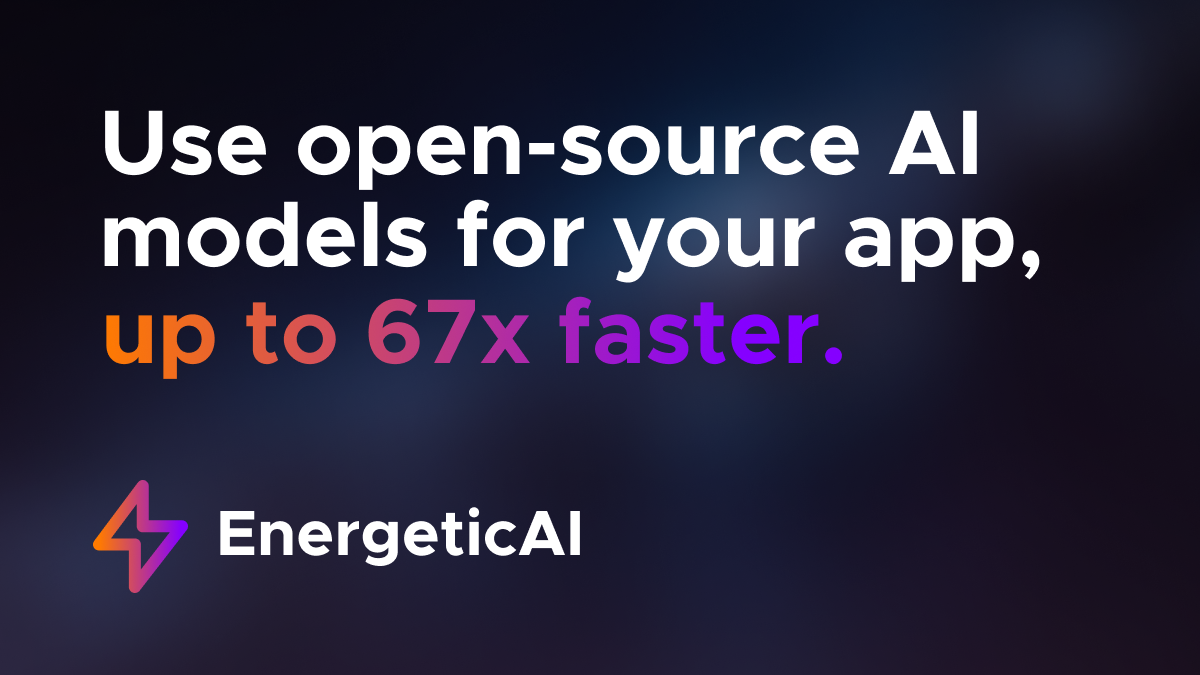 Use open-source AI
models for your app,
up to 67x faster.
EnergeticAI